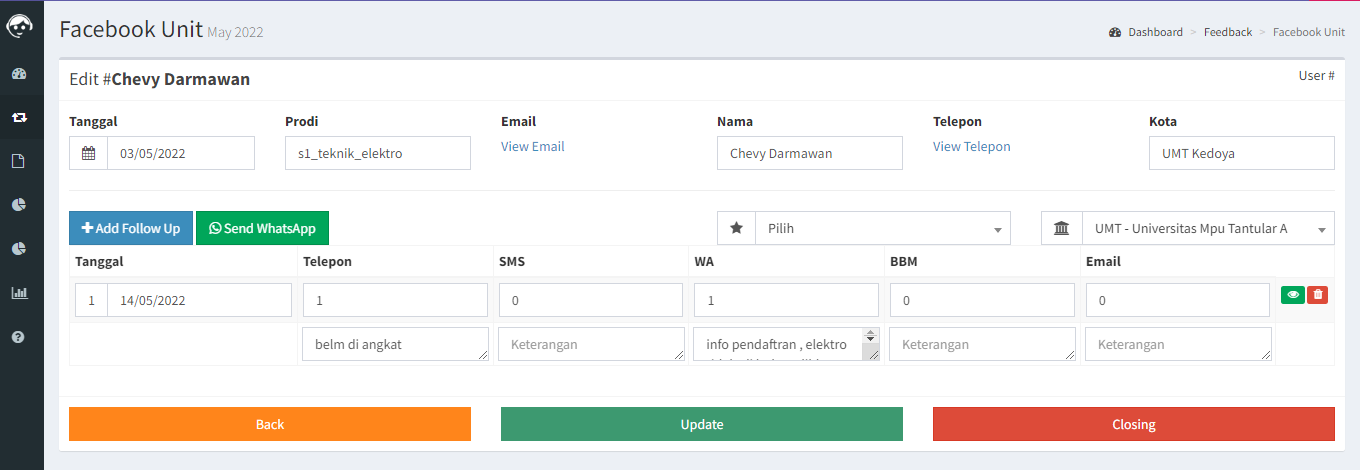 Facebook Unit May 2022
Dashboard > Feedback > Facebook Unit
Edit #Chevy Darmawan
User #
Tanggal Prodi Email Nama Telepon Kota
03/05/2022 s1_teknik_elektro View Email Chevy Darmawan View Telepon UMT Kedoya
Add Follow Up Send WhatsApp Pilih UMT - Universitas Mpu Tantular A
Tanggal Telepon SMS WA BBM Email
1 14/05/2022 1 0 1 0 0
belm di angkat Keterangan info pendaftran , elektro Keterangan Keterangan
Back Update Closing